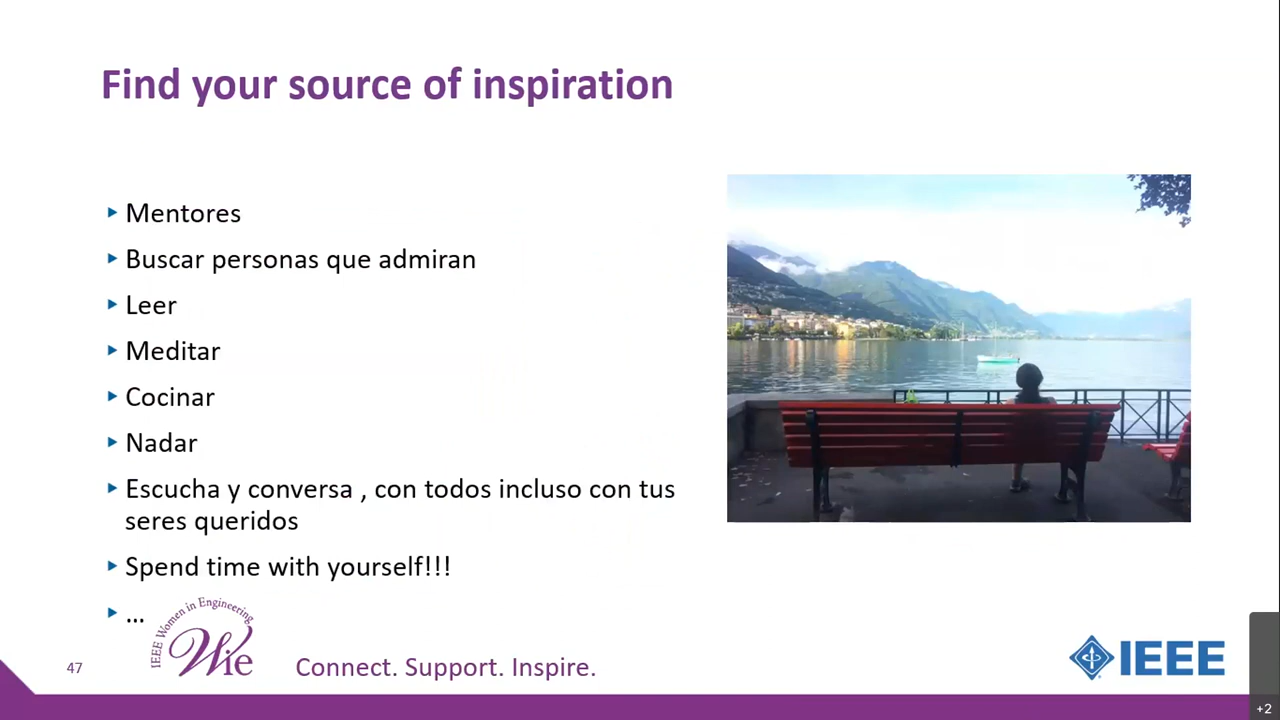 Find your source of inspiration
Mentores
Buscar personas que admiran
Leer
Meditar
Cocinar
Nadar
Escucha y conversa , con todos incluso con tus
seres queridos
Spend time with yourself!!!
...
IEEE Women in Engineering
WIE
47
Connect. Support. Inspire.
IEEE
+2